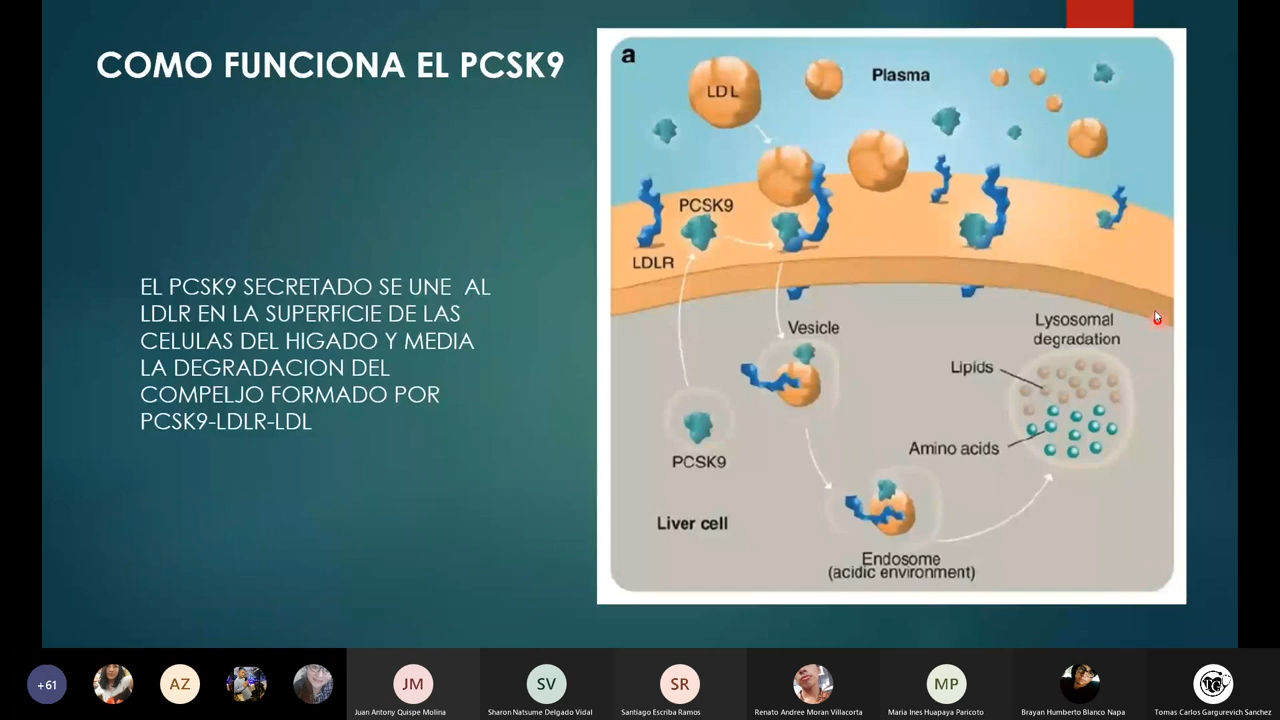 COMO FUNCIONA EL PCSK9
EL PCSK9 SECRETADO SE UNE AL
LDLR EN LA SUPERFICIE DE LAS
CELULAS DEL HIGADO Y MEDIA
LA DEGRADACION DEL
COMPELJO FORMADO POR
PCSK9-LDLR-LDL
a
LDL
Plasma
PCSK9
LDLR
Vesicle
Lysosomal
degradation
Lipids
Amino acids
PCSK9
Liver cell
Endosome
(acidic environment)
+61
AZ
JM
SV
SR
MP
Juan Antony Quispe Molina
Sharon Natsume Delgado Vidal
Santiago Escriba Ramos
Renato Andree Moran Villacorta
Maria Ines Huapaya Paricoto
Brayan Humberto Blanco Napa
Tomas Carlos Gargurevich Sanchez